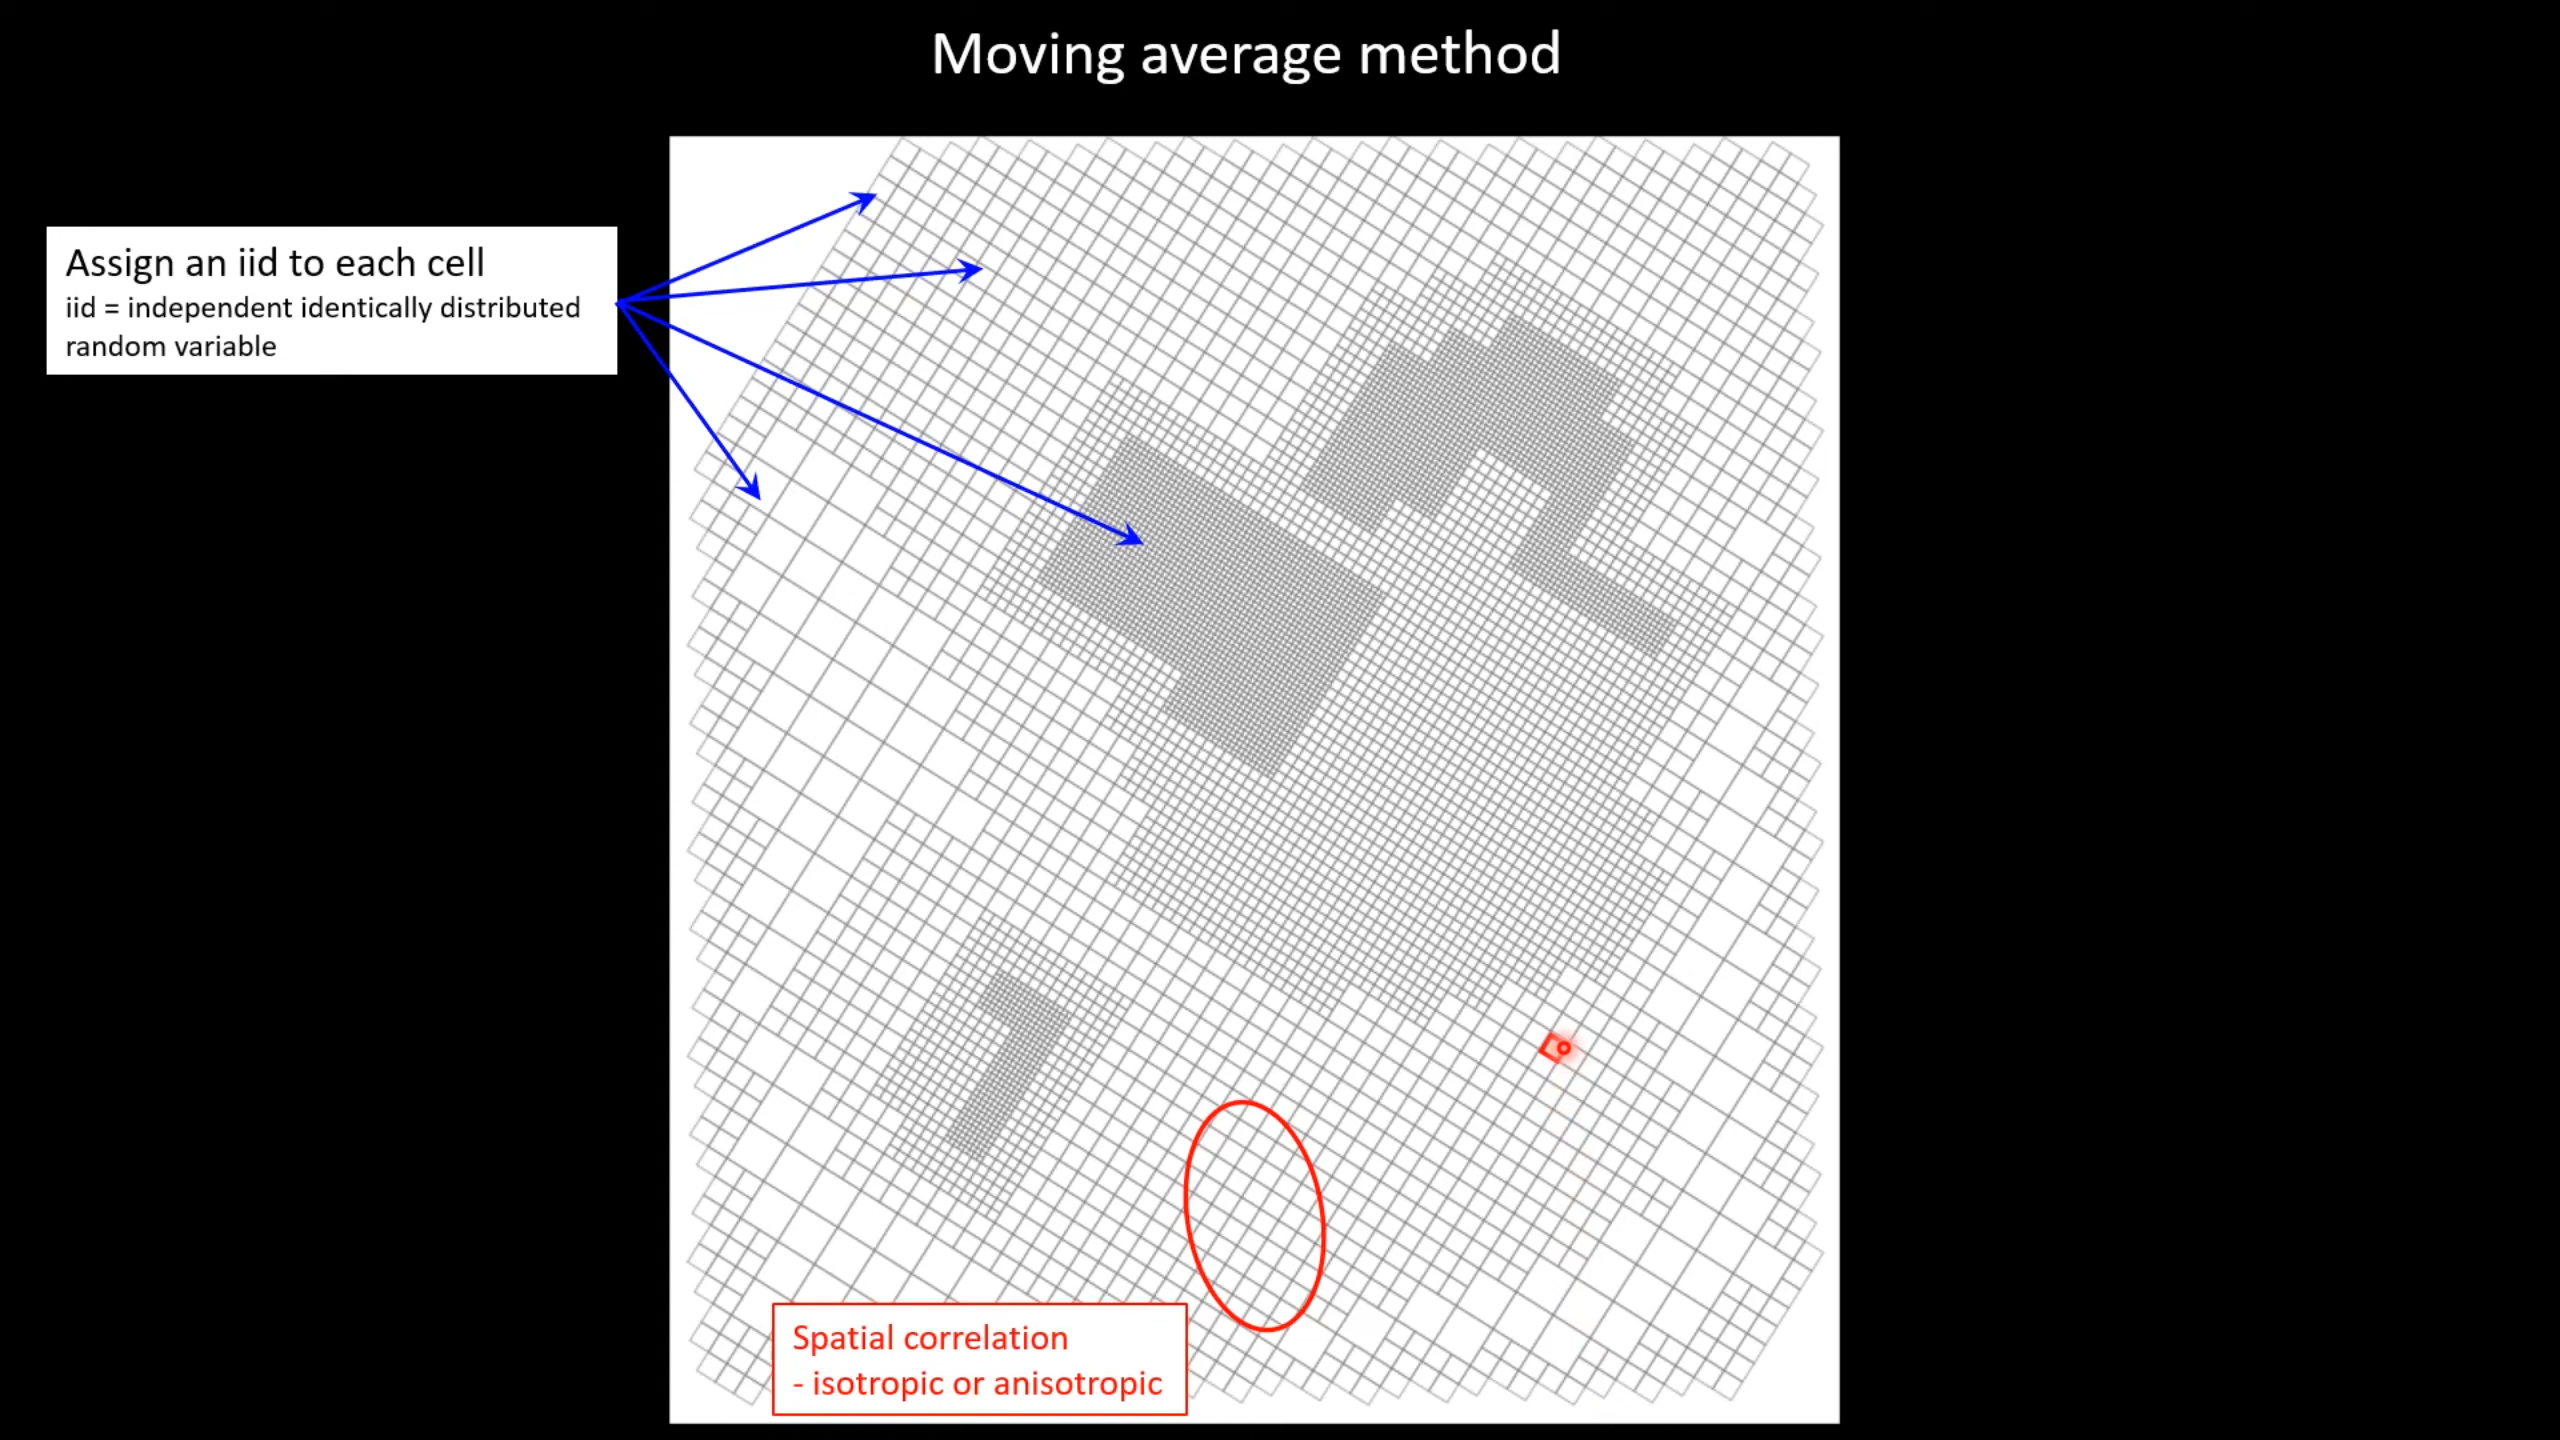 Moving average method
Assign an iid to each cell
iid = independent identically distributed
random variable
Spatial correlation
- isotropic or anisotropic